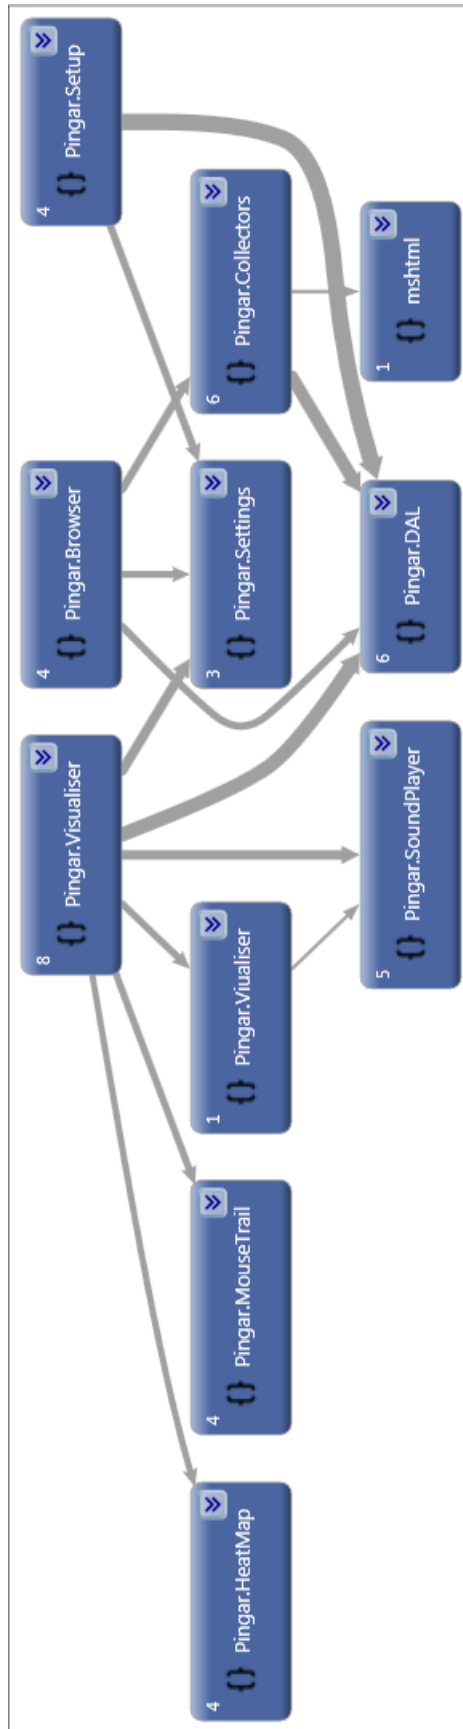 8
{} Pingar.Visualiser
4
{} Pingar.Browser
4
{} Pingar.Setup
4
{} Pingar.HeatMap
4
{} Pingar.MouseTrail
1
{} Pingar.Viualiser
3
{} Pingar.Settings
6
{} Pingar.Collectors
5
{} Pingar.SoundPlayer
6
{} Pingar.DAL
1
{} mshtml